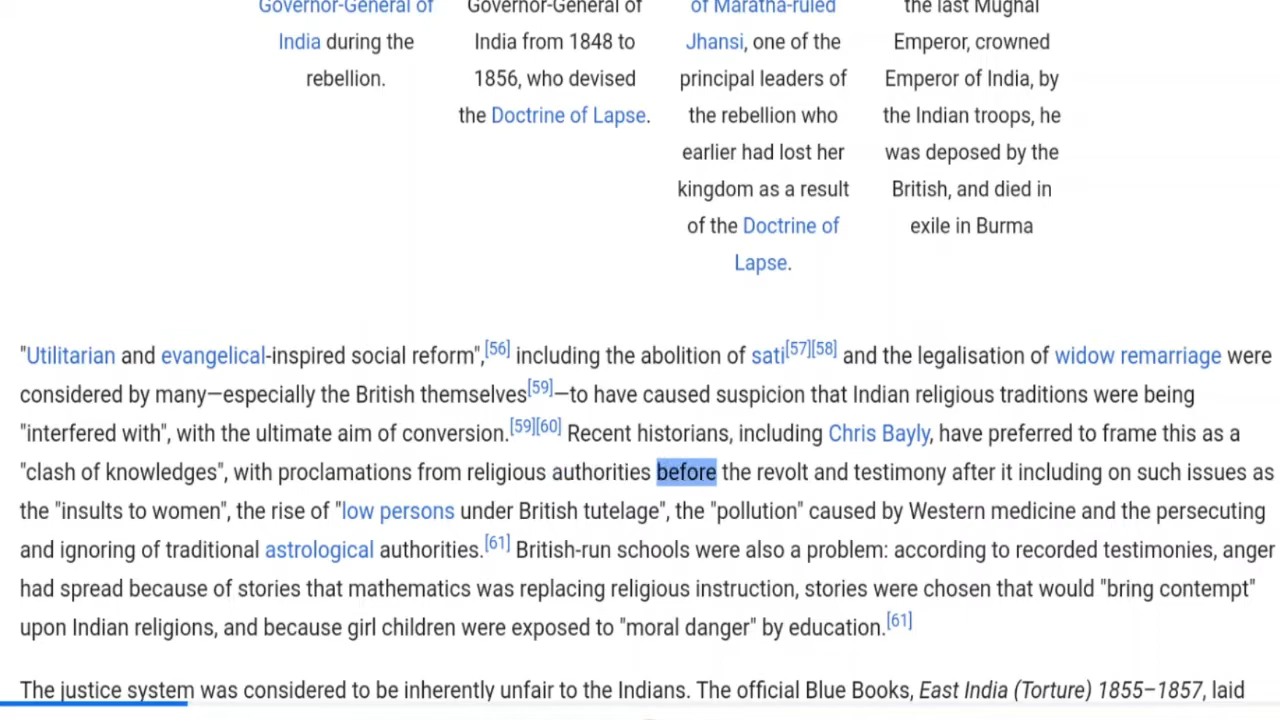 Governor-General of
India during the
rebellion.
Governor-General of
India from 1848 to
1856, who devised
the Doctrine of Lapse.
of Maratha-ruled
Jhansi, one of the
principal leaders of
the rebellion who
earlier had lost her
kingdom as a result
of the Doctrine of
Lapse.
the last Mughal
Emperor, crowned
Emperor of India, by
the Indian troops, he
was deposed by the
British, and died in
exile in Burma
"Utilitarian and evangelical-inspired social reform",[56] including the abolition of sati[57][58] and the legalisation of widow remarriage were
considered by many—especially the British themselves[59]—to have caused suspicion that Indian religious traditions were being
"interfered with", with the ultimate aim of conversion.[59][60] Recent historians, including Chris Bayly, have preferred to frame this as a
"clash of knowledges", with proclamations from religious authorities before the revolt and testimony after it including on such issues as
the "insults to women", the rise of "low persons under British tutelage", the "pollution" caused by Western medicine and the persecuting
and ignoring of traditional astrological authorities.[61] British-run schools were also a problem: according to recorded testimonies, anger
had spread because of stories that mathematics was replacing religious instruction, stories were chosen that would "bring contempt"
upon Indian religions, and because girl children were exposed to "moral danger" by education.[61]
The justice system was considered to be inherently unfair to the Indians. The official Blue Books, East India (Torture) 1855–1857, laid